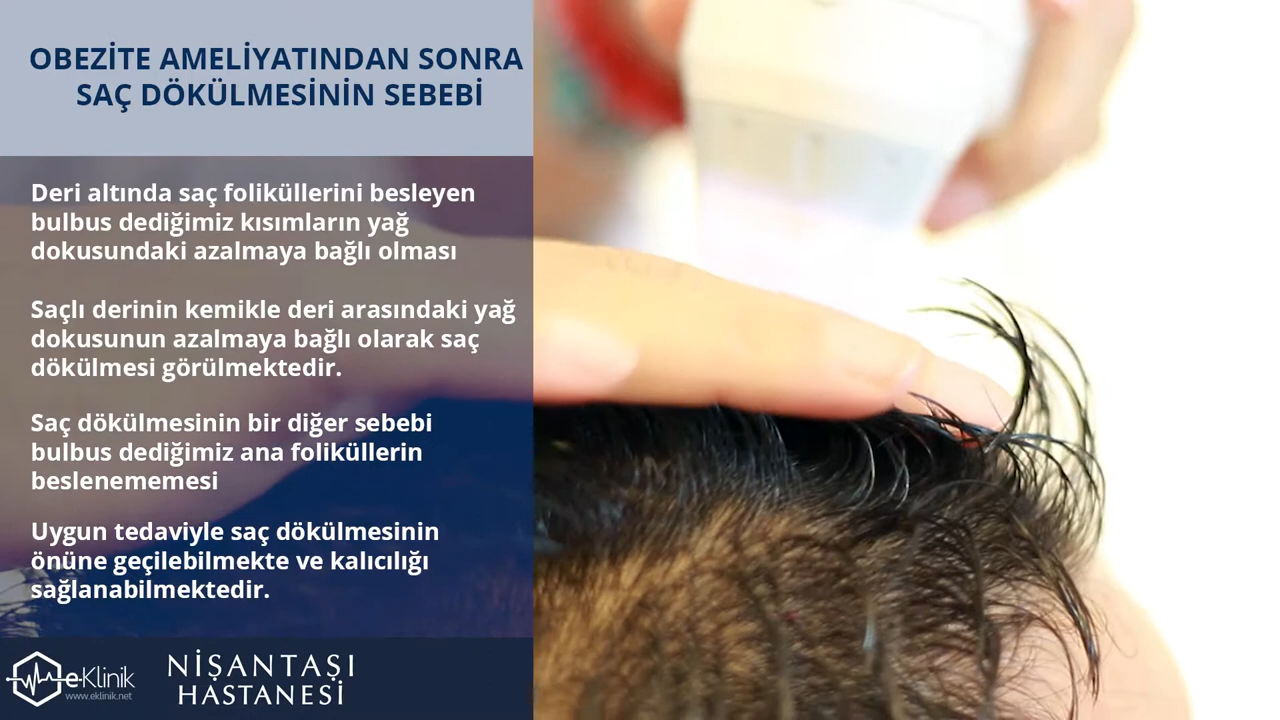 OBEZİTE AMELİYATINDAN SONRA
SAÇ DÖKÜLMESİNİN SEBEBİ
Deri altında saç foliküllerini besleyen
bulbus dediğimiz kısımların yağ
dokusundaki azalmaya bağlı olması
Saçlı derinin kemikle deri arasındaki yağ
dokusunun azalmaya bağlı olarak saç
dökülmesi görülmektedir.
Saç dökülmesinin bir diğer sebebi
bulbus dediğimiz ana foliküllerin
beslenememesi
Uygun tedaviyle saç dökülmesinin
önüne geçilebilmekte ve kalıcılığı
sağlanabilmektedir.
e-Klinik
www.eklinik.net
NİŞANTAŞI
HASTANESİ